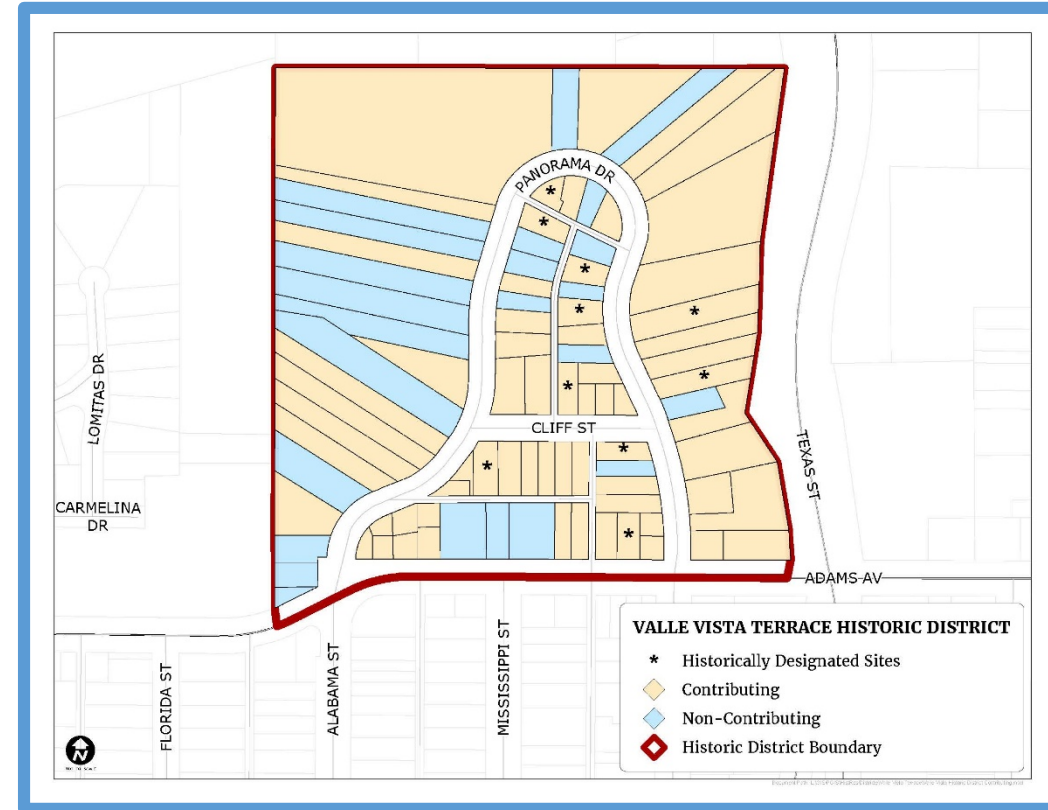 PANORAMA DR
CLIFF ST
LOMITAS DR
CARMELINA
DR
TEXAS ST
ADAMS AV
FLORIDA ST
ALABAMA ST
MISSISSIPPI ST
VALLE VISTA TERRACE HISTORIC DISTRICT
* Historically Designated Sites
Contributing
Non-Contributing
Historic District Boundary
N